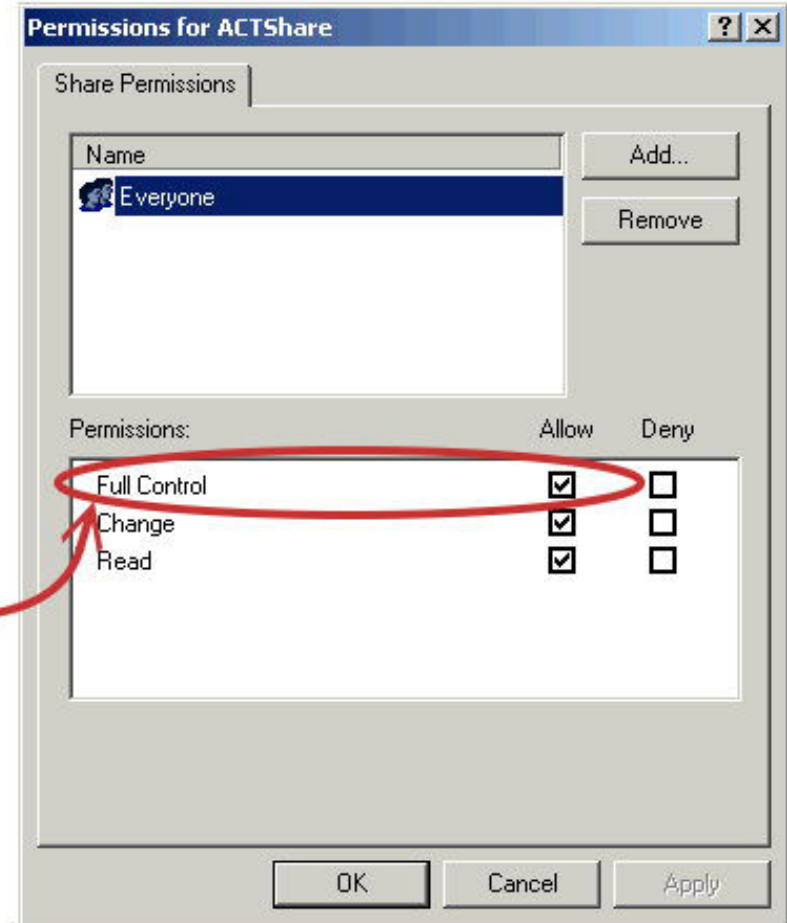 Permissions for ACTShare
Share Permissions
Name
Add...
Everyone
Remove
Permissions: Allow Deny
Full Control
Change
Read
OK Cancel Apply